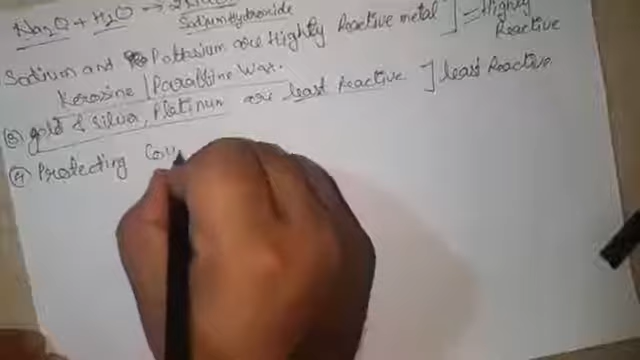 Na2O + H2O → 2NaOH
Sodium Hydroxide
Sodium and Potassium are Highly Reactive metal ] = Highly Reactive
Kerosine | Paraffine Wax.
③ gold & Silver, Platinum are least Reactive ] least Reactive
④ Protecting